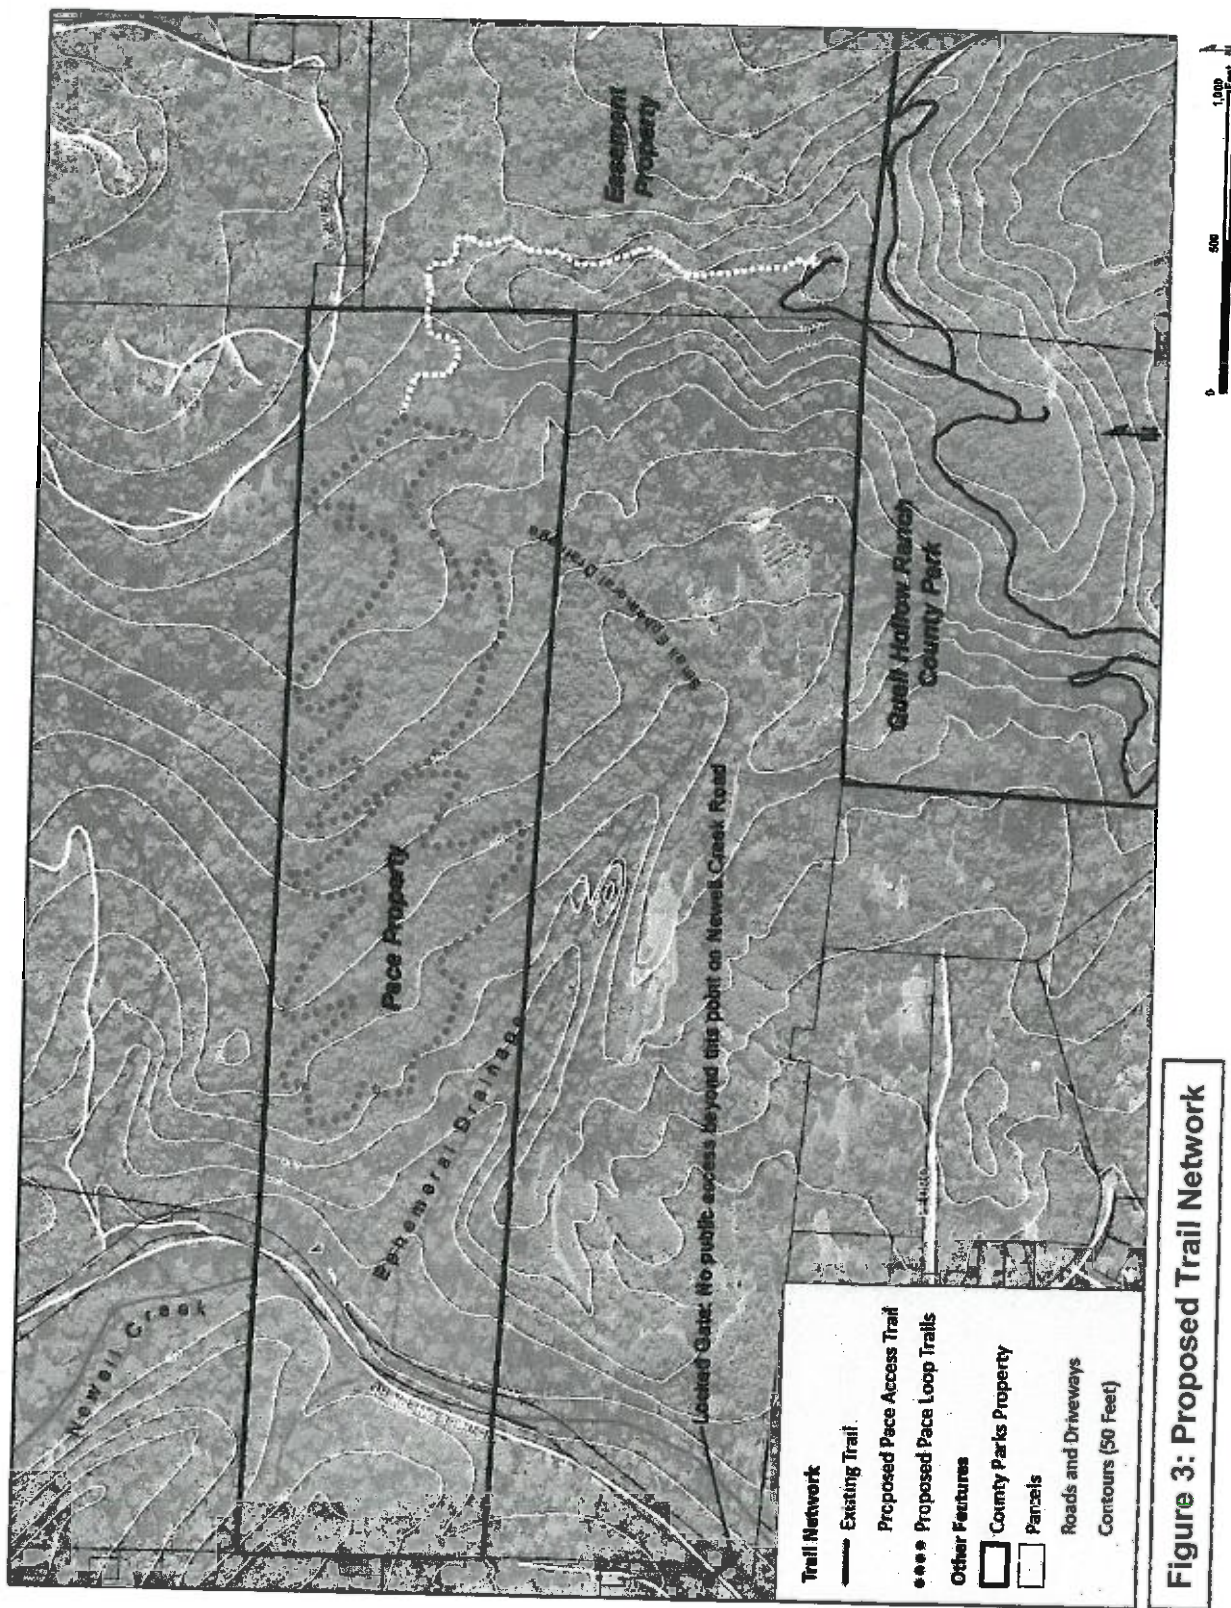 Easement
Property
Pace Property
Newell Creek
Ephemeral Drainage
Locked Gate: No public access beyond this point on Newell Creek Road
Quail Hollow Ranch
County Park
Trail Network
Existing Trail
Proposed Pace Access Trail
Proposed Pace Loop Trails
Other Features
County Parks Property
Parcels
Roads and Driveways
Contours (50 Feet)
0 500 1,000
Feet
Figure 3: Proposed Trail Network